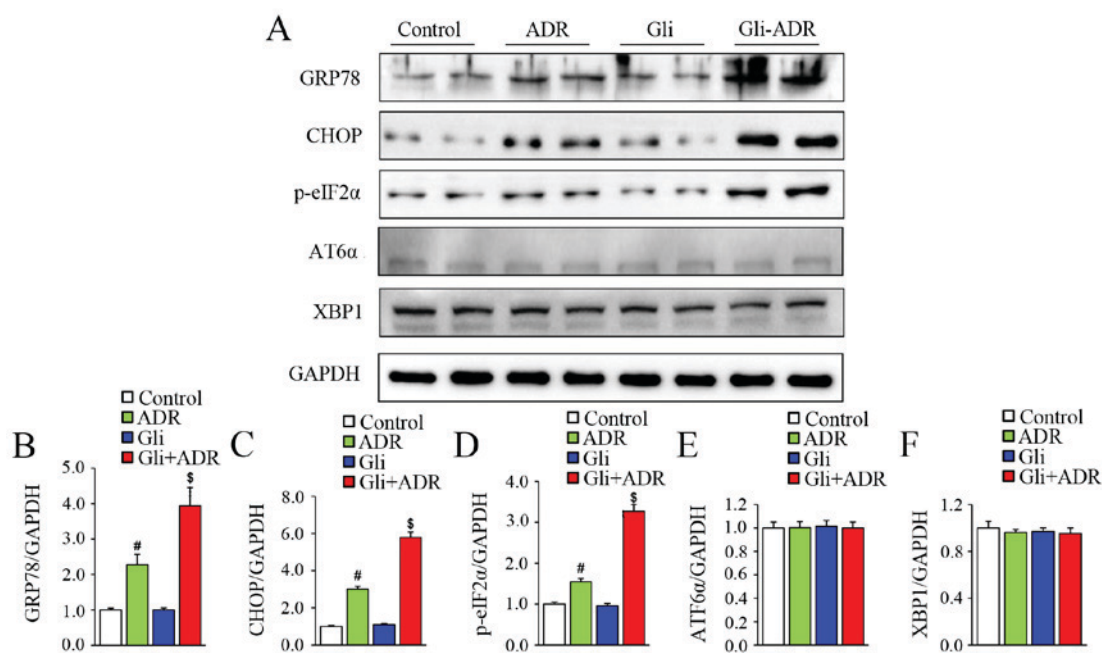 A
Control ADR Gli Gli-ADR
GRP78
CHOP
p-eIF2α
AT6α
XBP1
GAPDH
B
Control
ADR
Gli
Gli+ADR
GRP78/GAPDH
5.0
4.0
3.0
2.0
1.0
0.0
#
$
C
Control
ADR
Gli
Gli+ADR
CHOP/GAPDH
8.0
6.0
4.0
2.0
0.0
#
$
D
Control
ADR
Gli
Gli+ADR
p-eIF2α/GAPDH
4.0
3.0
2.0
1.0
0.0
#
$
E
Control
ADR
Gli
Gli+ADR
ATF6α/GAPDH
1.2
1.0
0.8
0.6
0.4
0.2
0.0
F
Control
ADR
Gli
Gli+ADR
XBP1/GAPDH
1.2
0.9
0.6
0.4
0.0